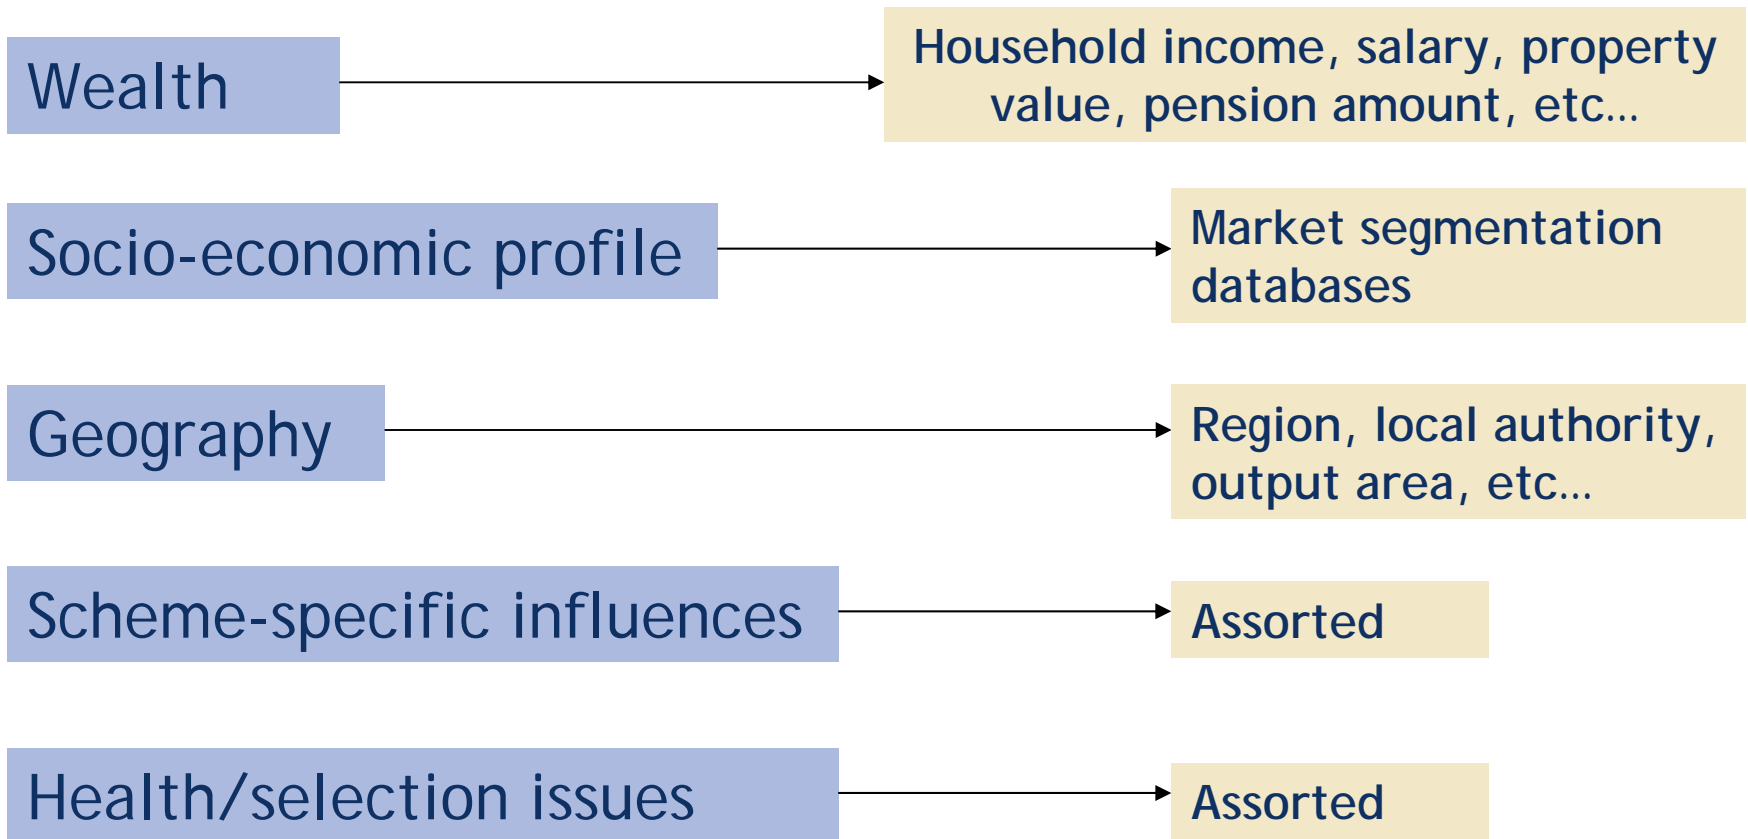 Wealth
Household income, salary, property
value, pension amount, etc...
Socio-economic profile
Market segmentation
databases
Geography
Region, local authority,
output area, etc...
Scheme-specific influences
Assorted
Health/selection issues
Assorted